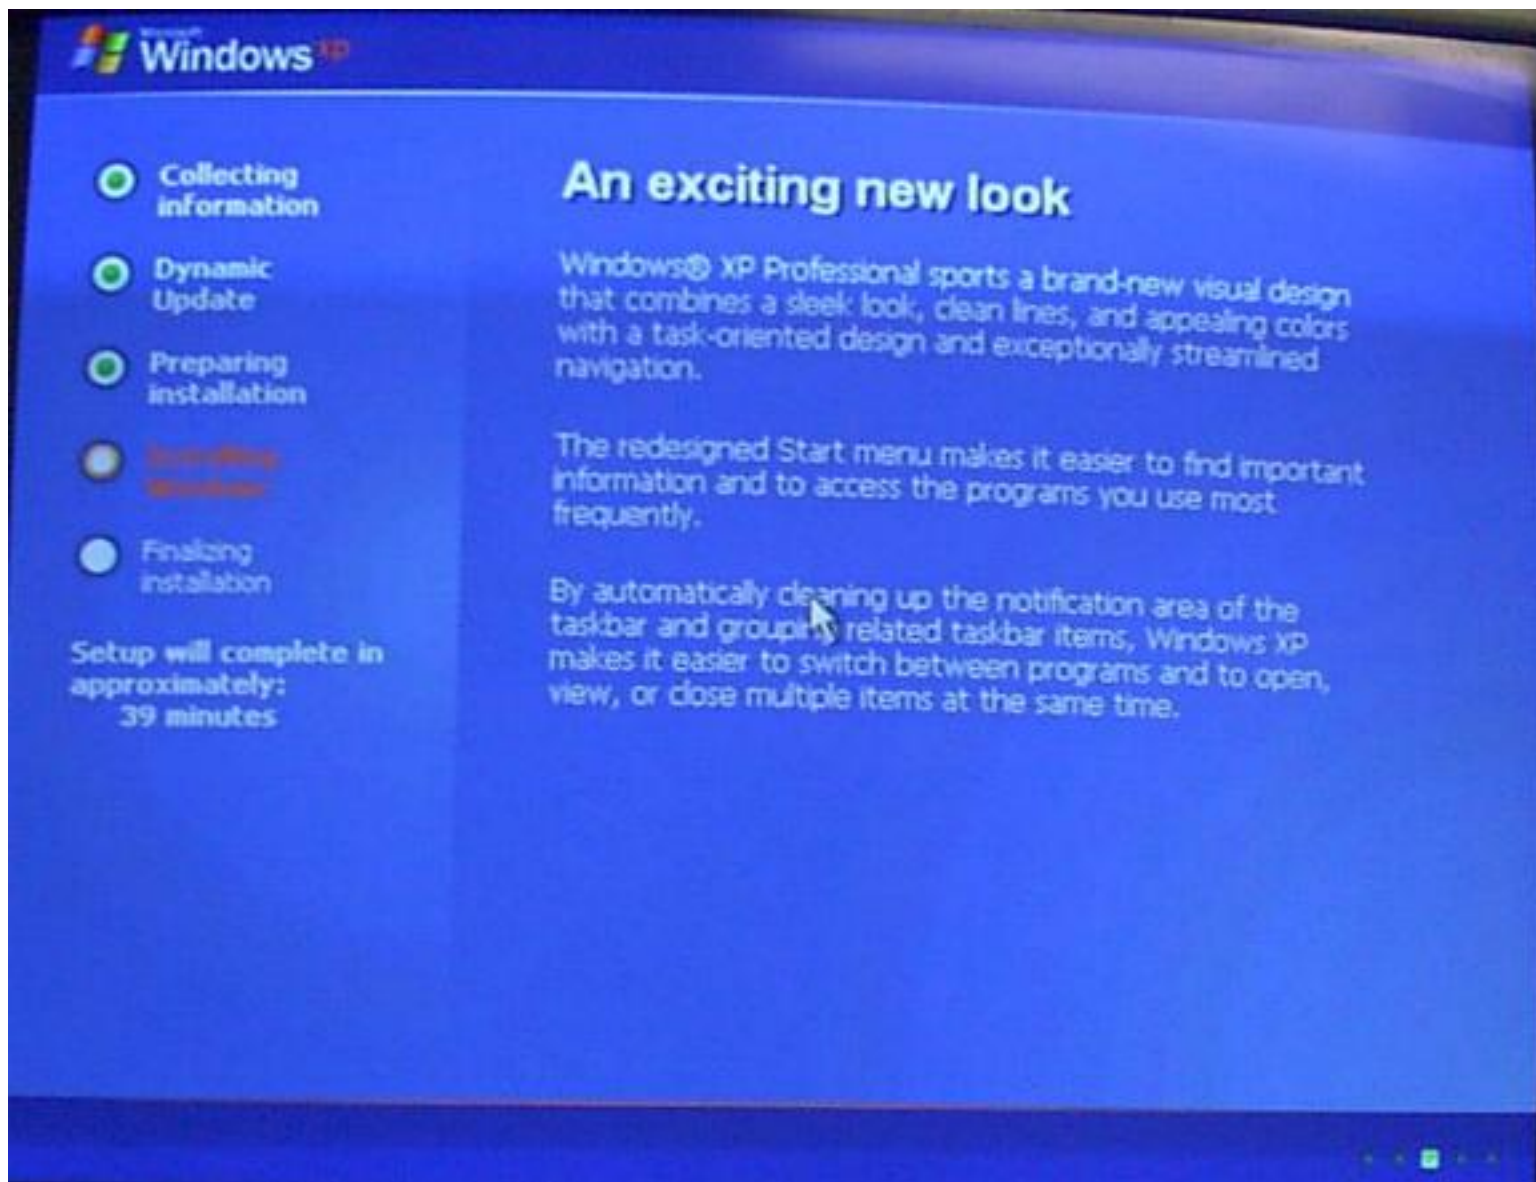 Microsoft
Windows xp
Collecting
information
Dynamic
Update
Preparing
installation
Installing
Windows
Finalizing
installation
Setup will complete in
approximately:
39 minutes
An exciting new look
Windows® XP Professional sports a brand-new visual design
that combines a sleek look, clean lines, and appealing colors
with a task-oriented design and exceptionally streamlined
navigation.
The redesigned Start menu makes it easier to find important
information and to access the programs you use most
frequently.
By automatically cleaning up the notification area of the
taskbar and grouping related taskbar items, Windows XP
makes it easier to switch between programs and to open,
view, or close multiple items at the same time.